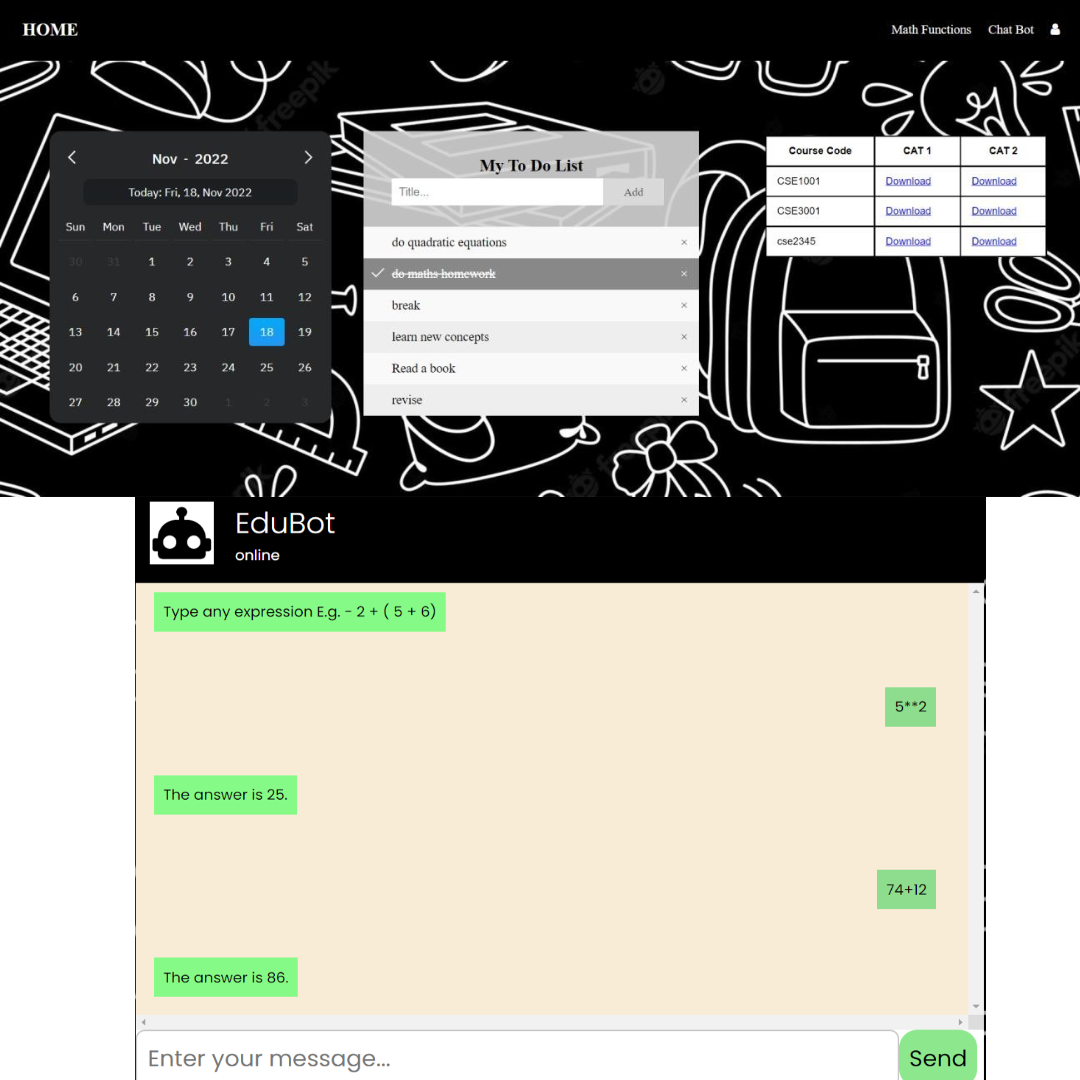 HOME
Math Functions Chat Bot
Nov - 2022
Today: Fri, 18, Nov 2022
Sun Mon Tue Wed Thu Fri Sat
30 31 1 2 3 4 5
6 7 8 9 10 11 12
13 14 15 16 17 18 19
20 21 22 23 24 25 26
27 28 29 30 1 2 3
My To Do List
Title... Add
do quadratic equations ×
do maths homework ×
break ×
learn new concepts ×
Read a book ×
revise ×
Course Code CAT 1 CAT 2
CSE1001 Download Download
CSE3001 Download Download
cse2345 Download Download
freepik
freepik
EduBot
online
Type any expression E.g. - 2 + ( 5 + 6)
5**2
The answer is 25.
74+12
The answer is 86.
Enter your message... Send